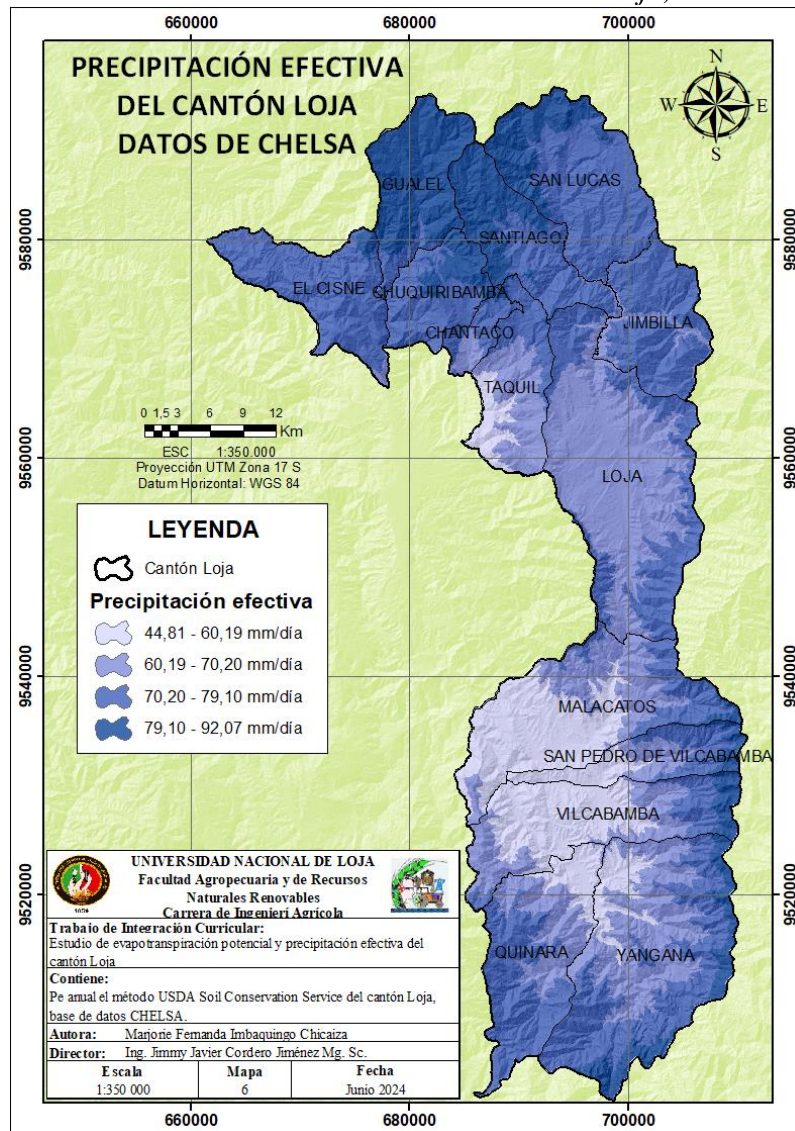 660000
680000
700000
PRECIPITACIÓN EFECTIVA
DEL CANTÓN LOJA
DATOS DE CHELSA
N
W
E
S
GUALEL
SAN LUCAS
SANTIAGO
9580000
9580000
EL CISNE
CHUQUIRIBAMBA
CHANTACO
JIMBILLA
TAQUIL
0 1,5 3 6 9 12
Km
ESC 1:350.000
Proyección UTM Zona 17 S
Datum Horizontal: WGS 84
9560000
9560000
LOJA
LEYENDA
Cantón Loja
Precipitación efectiva
44,81 - 60,19 mm/día
60,19 - 70,20 mm/día
70,20 - 79,10 mm/día
79,10 - 92,07 mm/día
9540000
9540000
MALACATOS
SAN PEDRO DE VILCABAMBA
VILCABAMBA
9520000
9520000
QUINARA
YANGANA
UNIVERSIDAD NACIONAL DE LOJA
Facultad Agropecuaria y de Recursos
Naturales Renovables
Carrera de Ingenierí Agrícola
1859
Trabajo de Integración Curricular:
Estudio de evapotranspiración potencial y precipitación efectiva del
cantón Loja
Contiene:
Pe anual el método USDA Soil Conservation Service del cantón Loja,
base de datos CHELSA.
Autora: Marjorie Fernanda Imbaquingo Chicaiza
Director: Ing. Jimmy Javier Cordero Jiménez Mg. Sc.
Escala Mapa Fecha
1:350 000 6 Junio 2024
660000
680000
700000